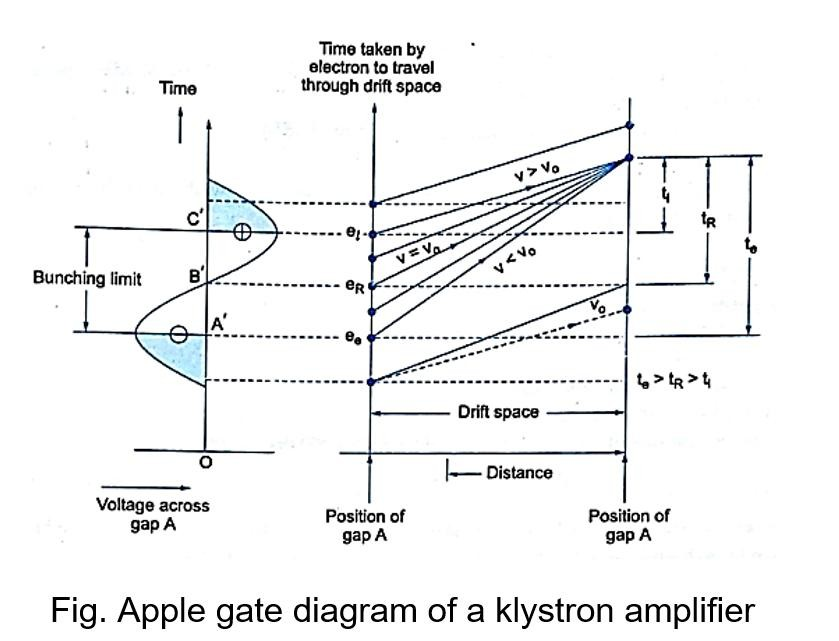 Time taken by
electron to travel
through drift space
Time
V > V₀
C'
⊕
eₗ
tₗ
tR
tₑ
V = V₀
V < V₀
Bunching limit
B'
eR
A'
⊖
eₑ
V₀
tₑ > tR > tₗ
Drift space
O
Distance
Voltage across
gap A
Position of
gap A
Position of
gap A
Fig. Apple gate diagram of a klystron amplifier